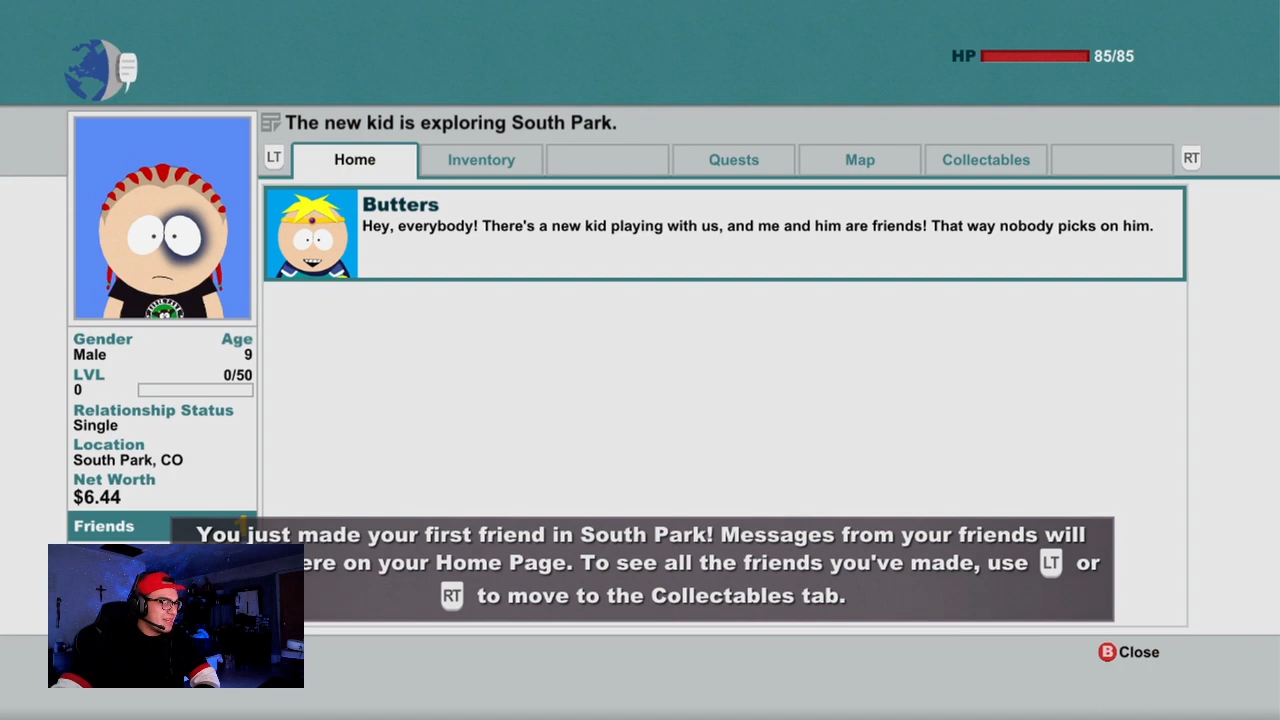 HP 85/85
The new kid is exploring South Park.
LT Home Inventory Quests Map Collectables RT
Butters
Hey, everybody! There's a new kid playing with us, and me and him are friends! That way nobody picks on him.
Gender Age
Male 9
LVL 0/50
0
Relationship Status
Single
Location
South Park, CO
Net Worth
$6.44
Friends
You just made your first friend in South Park! Messages from your friends will
ere on your Home Page. To see all the friends you've made, use LT or
RT to move to the Collectables tab.
B Close